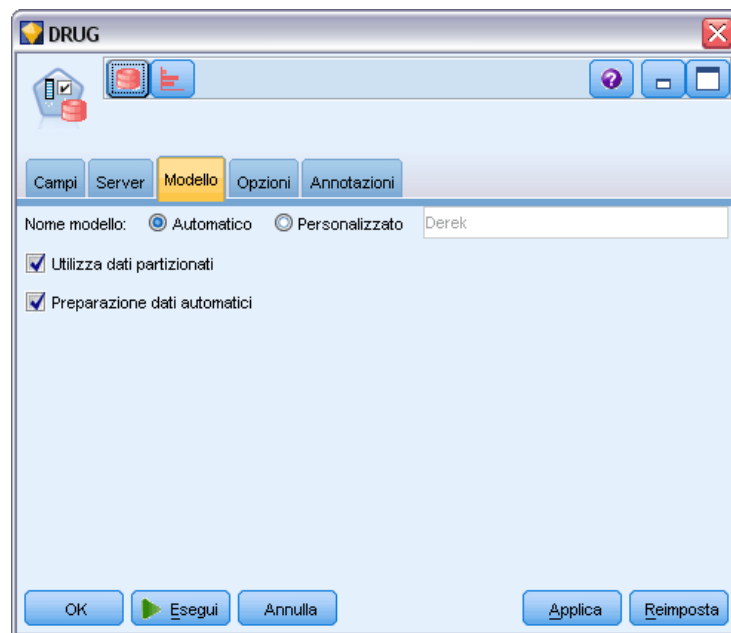 DRUG
Campi Server Modello Opzioni Annotazioni
Nome modello: Automatico Personalizzato Derek
Utilizza dati partizionati
Preparazione dati automatici
OK Esegui Annulla Applica Reimposta